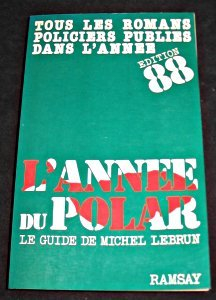 TOUS LES ROMANS
POLICIERS PUBLIES
DANS L'ANNEE
EDITION
88
L'ANNEE
DU POLAR
LE GUIDE DE MICHEL LEBRUN
RAMSAY